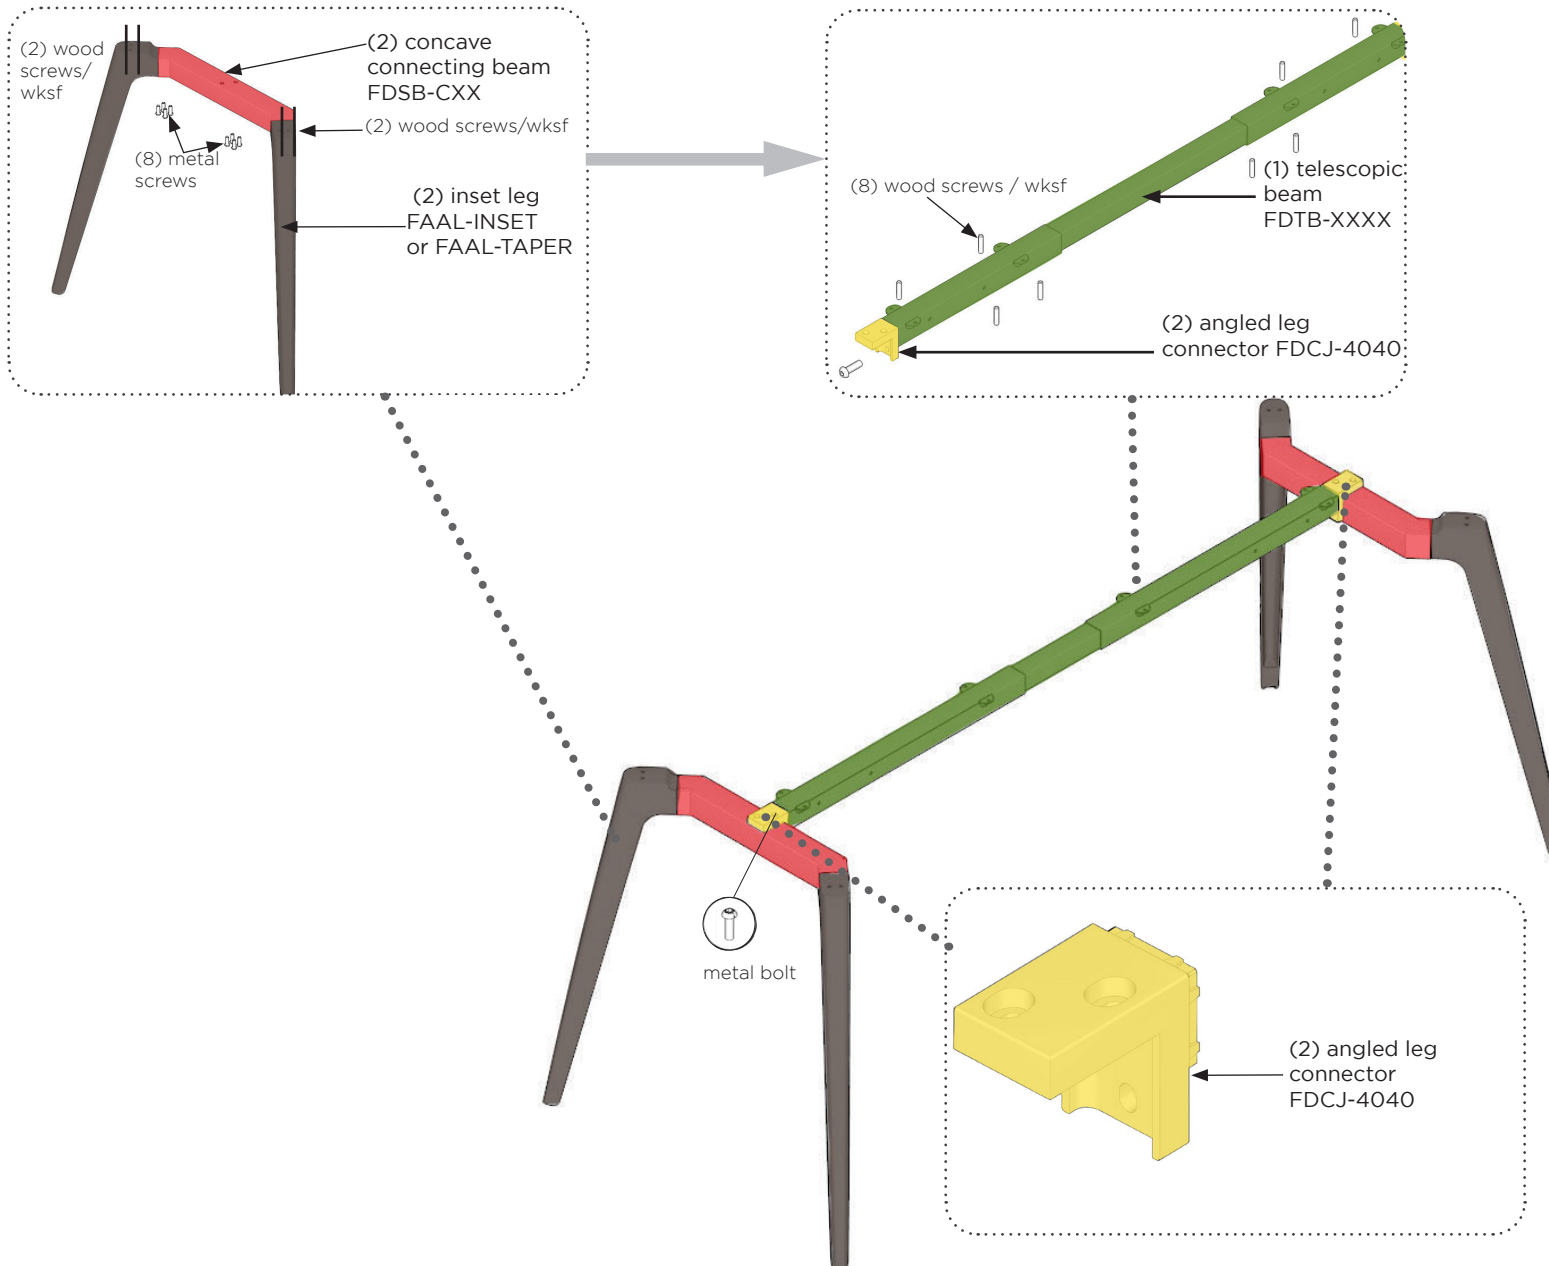 (2) wood
screws/
wksf
(2) concave
connecting beam
FDSB-CXX
(2) wood screws/wksf
(8) metal
screws
(2) inset leg
FAAL-INSET
or FAAL-TAPER
(8) wood screws / wksf
(1) telescopic
beam
FDTB-XXXX
(2) angled leg
connector FDCJ-4040
metal bolt
(2) angled leg
connector
FDCJ-4040